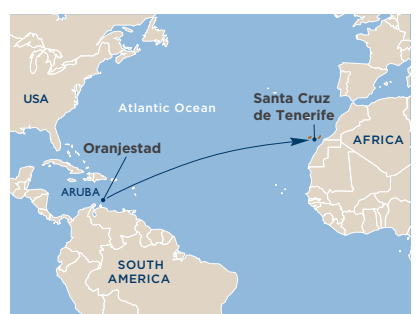 USA
Atlantic Ocean
Santa Cruz
de Tenerife
AFRICA
Oranjestad
ARUBA
SOUTH
AMERICA